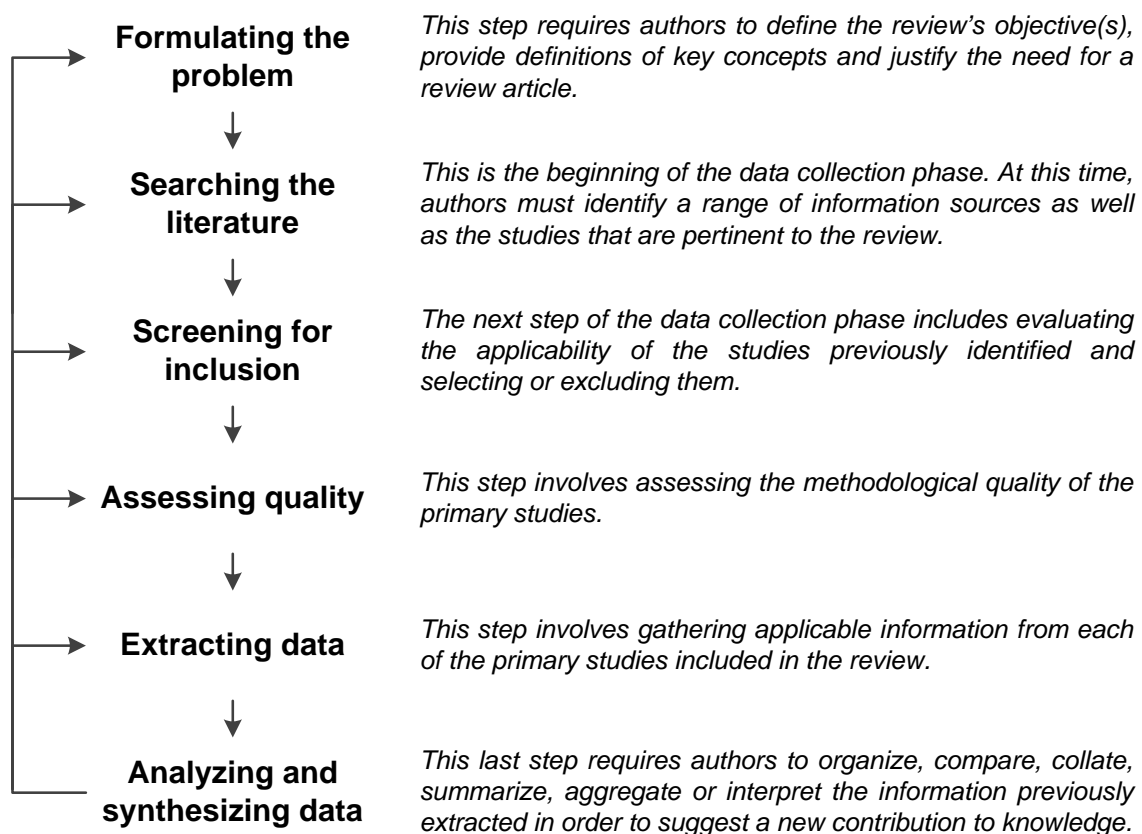 Formulating the
problem
This step requires authors to define the review's objective(s),
provide definitions of key concepts and justify the need for a
review article.
Searching the
literature
This is the beginning of the data collection phase. At this time,
authors must identify a range of information sources as well
as the studies that are pertinent to the review.
Screening for
inclusion
The next step of the data collection phase includes evaluating
the applicability of the studies previously identified and
selecting or excluding them.
Assessing quality
This step involves assessing the methodological quality of the
primary studies.
Extracting data
This step involves gathering applicable information from each
of the primary studies included in the review.
Analyzing and
synthesizing data
This last step requires authors to organize, compare, collate,
summarize, aggregate or interpret the information previously
extracted in order to suggest a new contribution to knowledge.